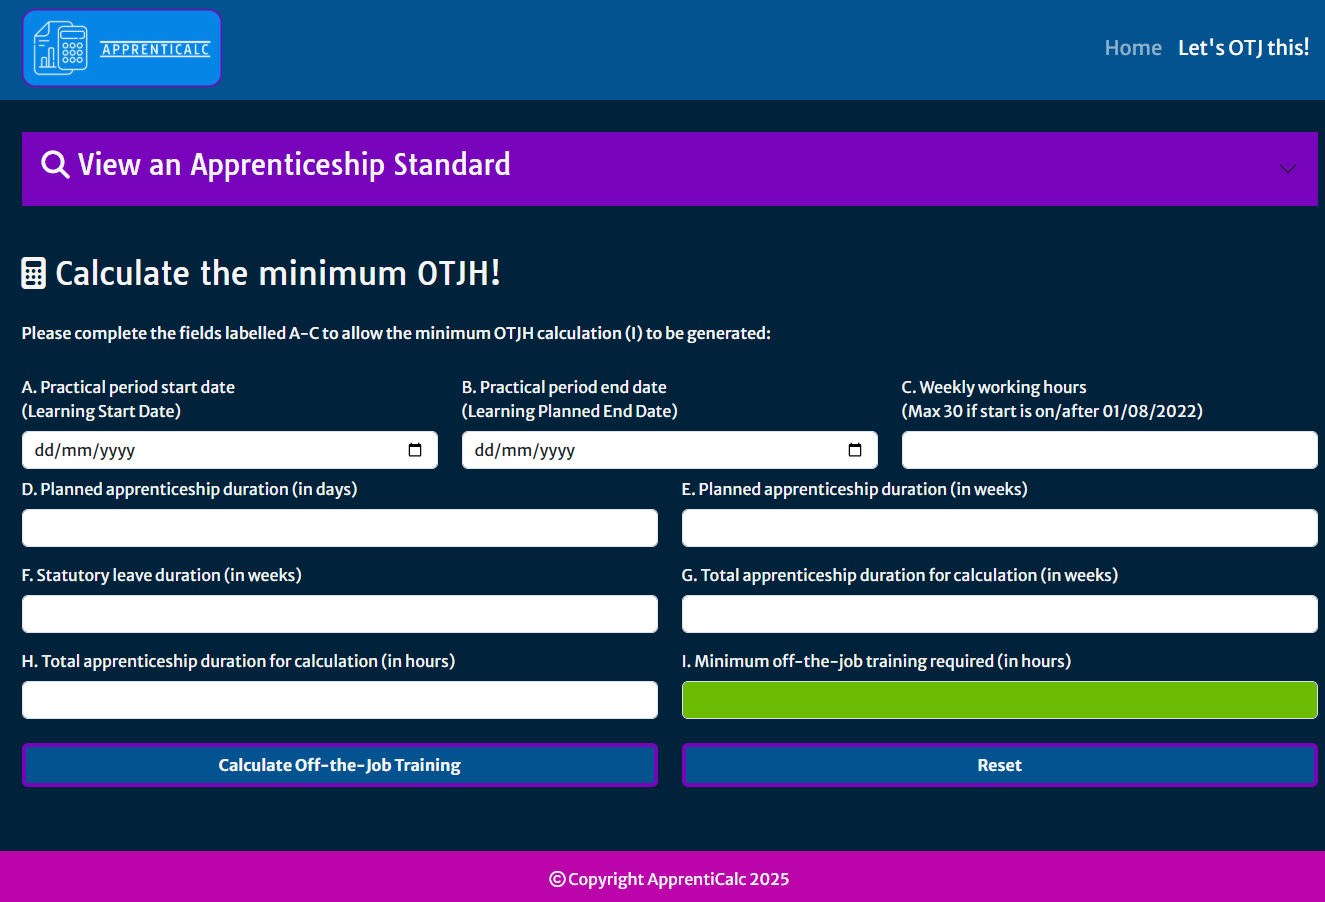 APPRENTICALC
Home Let's OTJ this!
View an Apprenticeship Standard
Calculate the minimum OTJH!
Please complete the fields labelled A-C to allow the minimum OTJH calculation (I) to be generated:
A. Practical period start date
(Learning Start Date)
B. Practical period end date
(Learning Planned End Date)
C. Weekly working hours
(Max 30 if start is on/after 01/08/2022)
dd/mm/yyyy
dd/mm/yyyy
D. Planned apprenticeship duration (in days)
E. Planned apprenticeship duration (in weeks)
F. Statutory leave duration (in weeks)
G. Total apprenticeship duration for calculation (in weeks)
H. Total apprenticeship duration for calculation (in hours)
I. Minimum off-the-job training required (in hours)
Calculate Off-the-Job Training
Reset
© Copyright ApprentiCalc 2025